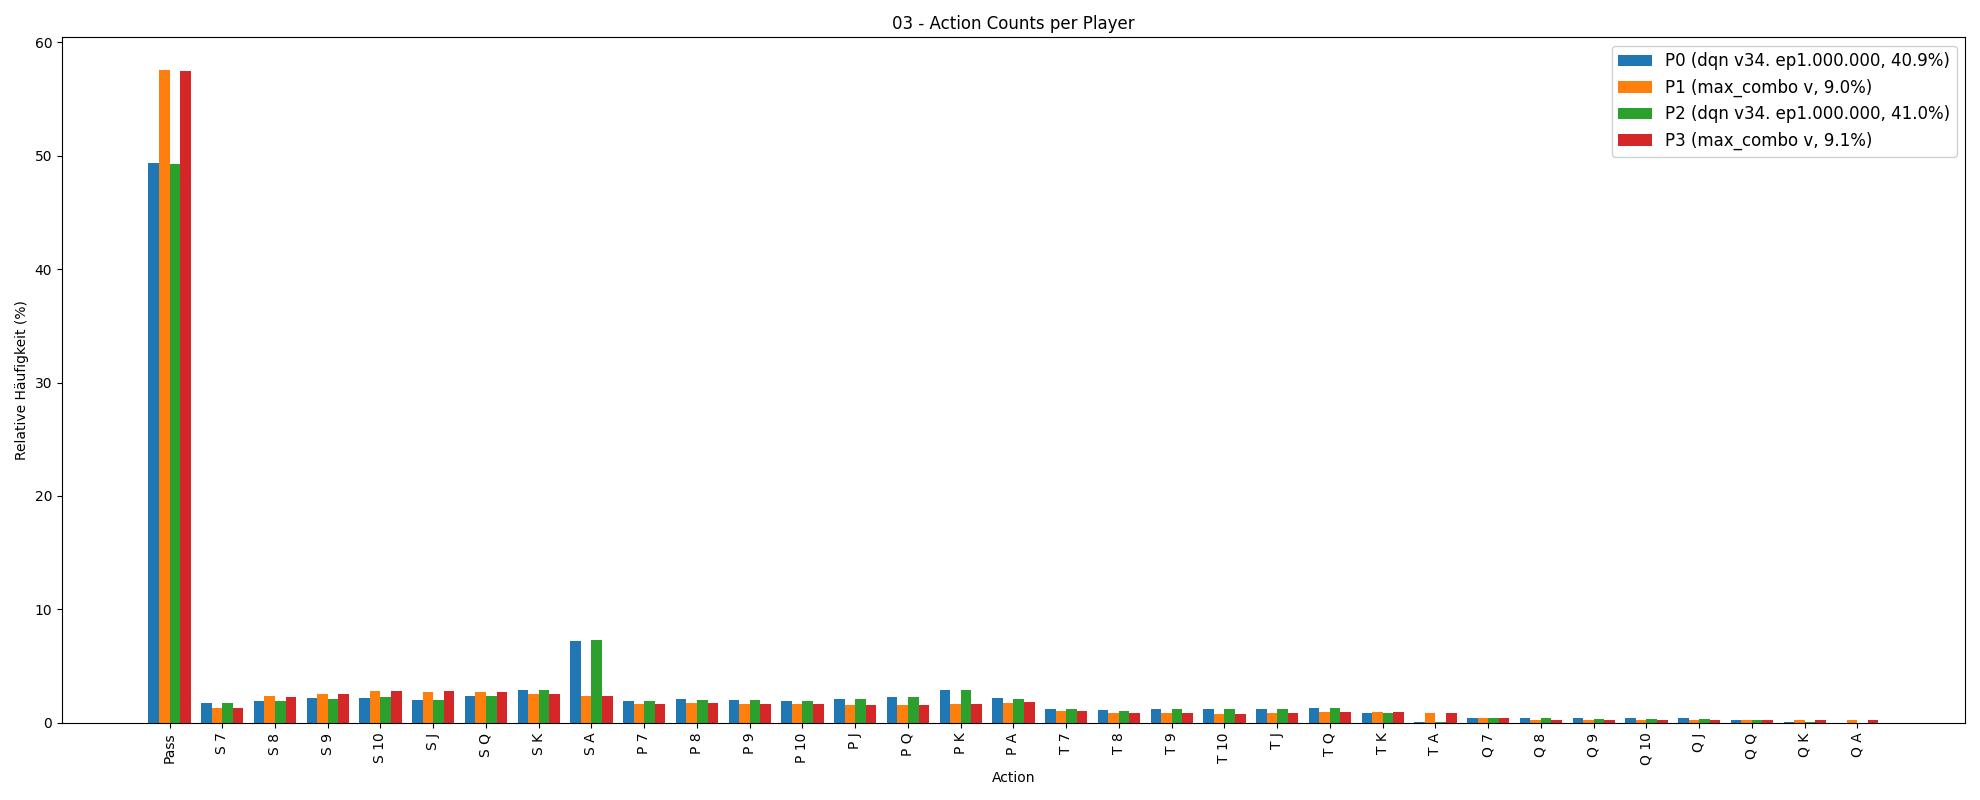 03 - Action Counts per Player
60
50
40
30
20
10
0
Relative Häufigkeit (%)
P0 (dqn v34. ep1.000.000, 40.9%)
P1 (max_combo v, 9.0%)
P2 (dqn v34. ep1.000.000, 41.0%)
P3 (max_combo v, 9.1%)
Pass
S 7
S 8
S 9
S 10
S J
S Q
S K
S A
P 7
P 8
P 9
P 10
P J
P Q
P K
P A
T 7
T 8
T 9
T 10
T J
T Q
T K
T A
Q 7
Q 8
Q 9
Q 10
Q J
Q Q
Q K
Q A
Action